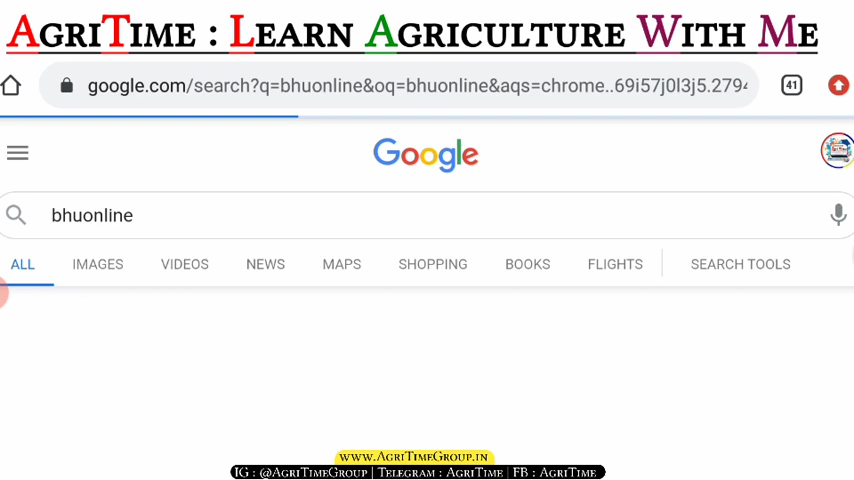 AgriTime : Learn Agriculture With Me
google.com/search?q=bhuonline&oq=bhuonline&aqs=chrome..69i57j0l3j5.2794
41
Google
bhuonline
ALL IMAGES VIDEOS NEWS MAPS SHOPPING BOOKS FLIGHTS SEARCH TOOLS
www.AgriTimeGroup.in
IG : @AgriTimeGroup | Telegram : AgriTime | FB : AgriTime